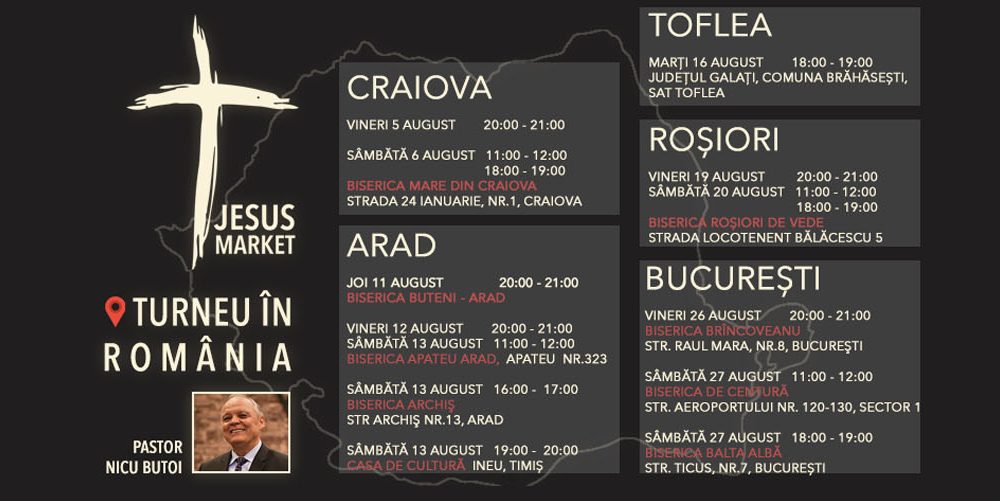 JESUS
MARKET
TURNEU ÎN
ROMÂNIA
PASTOR
NICU BUTOI
CRAIOVA
VINERI 5 AUGUST 20:00 - 21:00
SÂMBĂTĂ 6 AUGUST 11:00 - 12:00
18:00 - 19:00
BISERICA MARE DIN CRAIOVA
STRADA 24 IANUARIE, NR.1, CRAIOVA
ARAD
JOI 11 AUGUST 20:00 - 21:00
BISERICA BUTENI - ARAD
VINERI 12 AUGUST 20:00 - 21:00
SÂMBĂTĂ 13 AUGUST 11:00 - 12:00
BISERICA APATEU ARAD, APATEU NR.323
SÂMBĂTĂ 13 AUGUST 16:00 - 17:00
BISERICA ARCHIȘ
STR ARCHIȘ NR.13, ARAD
SÂMBĂTĂ 13 AUGUST 19:00 - 20:00
CASA DE CULTURĂ INEU, TIMIȘ
TOFLEA
MARȚI 16 AUGUST 18:00 - 19:00
JUDEȚUL GALAȚI, COMUNA BRĂHĂSEȘTI,
SAT TOFLEA
ROȘIORI
VINERI 19 AUGUST 20:00 - 21:00
SÂMBĂTĂ 20 AUGUST 11:00 - 12:00
18:00 - 19:00
BISERICA ROȘIORI DE VEDE
STRADA LOCOTENENT BĂLĂCESCU 5
BUCUREȘTI
VINERI 26 AUGUST 20:00 - 21:00
BISERICA BRÎNCOVEANU
STR. RAUL MARA, NR.8, BUCUREȘTI
SÂMBĂTĂ 27 AUGUST 11:00 - 12:00
BISERICA DE CENTURĂ
STR. AEROPORTULUI NR. 120-130, SECTOR 1
SÂMBĂTĂ 27 AUGUST 18:00 - 19:00
BISERICA BALTA ALBĂ
STR. TICUS, NR.7, BUCUREȘTI